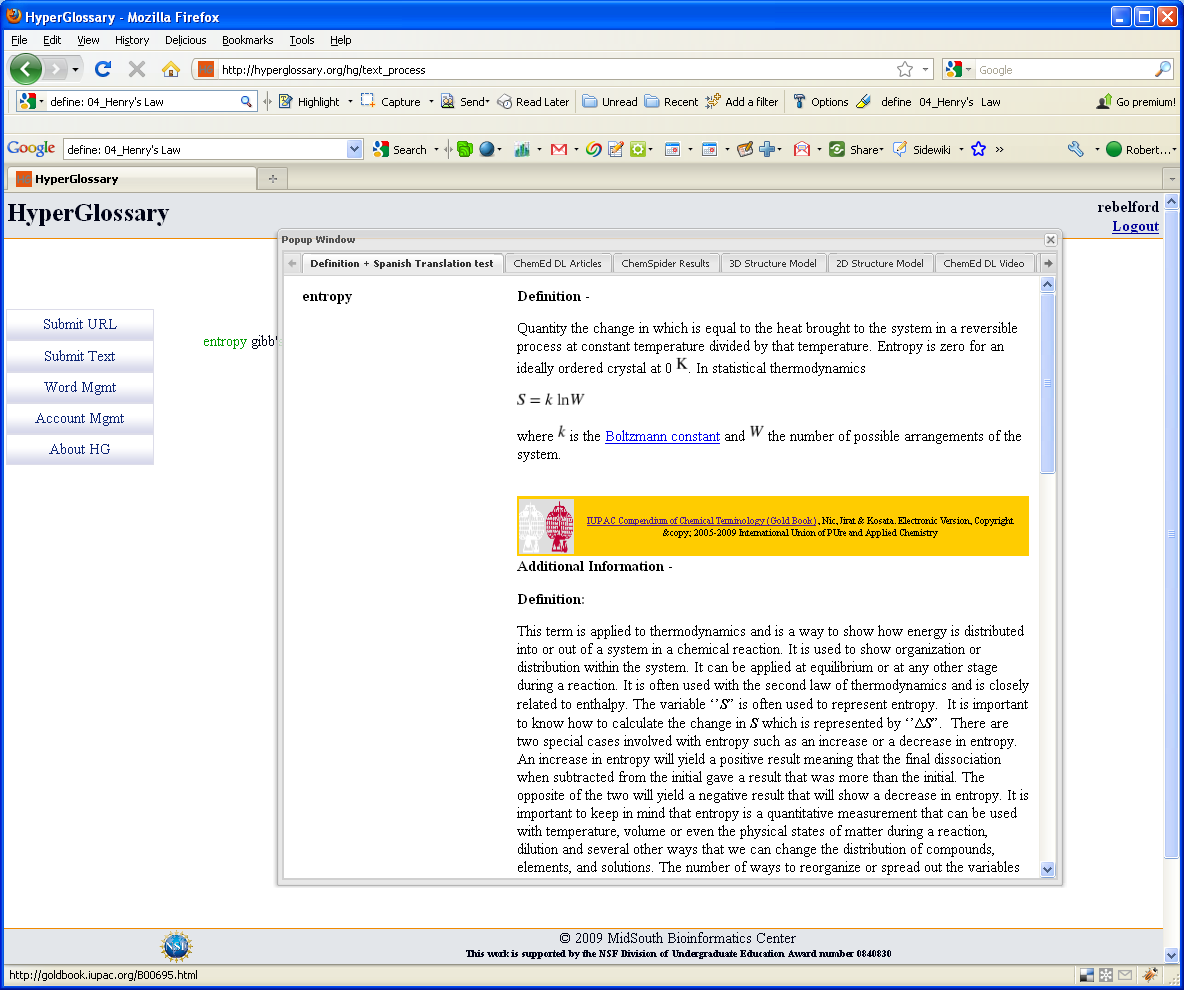 HyperGlossary - Mozilla Firefox
File Edit View History Delicious Bookmarks Tools Help
http://hyperglossary.org/hg/text_process
Google
define: 04_Henry's Law Highlight Capture Send Read Later Unread Recent Add a filter Options define 04_Henry's Law Go premium!
Google define: 04_Henry's Law Search Share Sidewiki » Robert...
HyperGlossary
HyperGlossary
rebelford
Logout
Submit URL
Submit Text
Word Mgmt
Account Mgmt
About HG
entropy gibb's
Popup Window
Definition + Spanish Translation test ChemEd DL Articles ChemSpider Results 3D Structure Model 2D Structure Model ChemEd DL Video
entropy
Definition -
Quantity the change in which is equal to the heat brought to the system in a reversible
process at constant temperature divided by that temperature. Entropy is zero for an
ideally ordered crystal at 0 K. In statistical thermodynamics
S = k lnW
where k is the Boltzmann constant and W the number of possible arrangements of the
system.
IUPAC Compendium of Chemical Terminology (Gold Book), Nic, Jirat & Kosata. Electronic Version, Copyright
&copy; 2005-2009 International Union of PUre and Applied Chemistry
Additional Information -
Definition:
This term is applied to thermodynamics and is a way to show how energy is distributed
into or out of a system in a chemical reaction. It is used to show organization or
distribution within the system. It can be applied at equilibrium or at any other stage
during a reaction. It is often used with the second law of thermodynamics and is closely
related to enthalpy. The variable ‘’S” is often used to represent entropy.  It is important
to know how to calculate the change in S which is represented by ‘’ΔS”.  There are
two special cases involved with entropy such as an increase or a decrease in entropy.
An increase in entropy will yield a positive result meaning that the final dissociation
when subtracted from the initial gave a result that was more than the initial. The
opposite of the two will yield a negative result that will show a decrease in entropy. It is
important to keep in mind that entropy is a quantitative measurement that can be used
with temperature, volume or even the physical states of matter during a reaction,
dilution and several other ways that we can change the distribution of compounds,
elements, and solutions. The number of ways to reorganize or spread out the variables
NSF
© 2009 MidSouth Bioinformatics Center
This work is supported by the NSF Division of Undergraduate Education Award number 0840830
http://goldbook.iupac.org/B00695.html